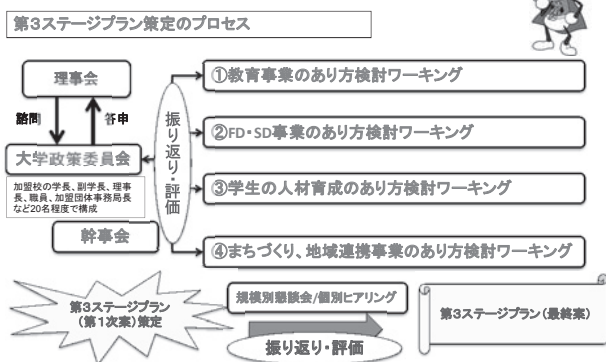 第3ステージプラン策定のプロセス
理事会
諮問
答申
大学政策委員会
加盟校の学長、副学長、理事
長、職員、加盟団体事務局長
など20名程度で構成
幹事会
振り返り・評価
①教育事業のあり方検討ワーキング
②FD・SD事業のあり方検討ワーキング
③学生の人材育成のあり方検討ワーキング
④まちづくり、地域連携事業のあり方検討ワーキング
第3ステージプラン
(第1次案)策定
規模別懇談会/個別ヒアリング
振り返り・評価
第3ステージプラン(最終案)